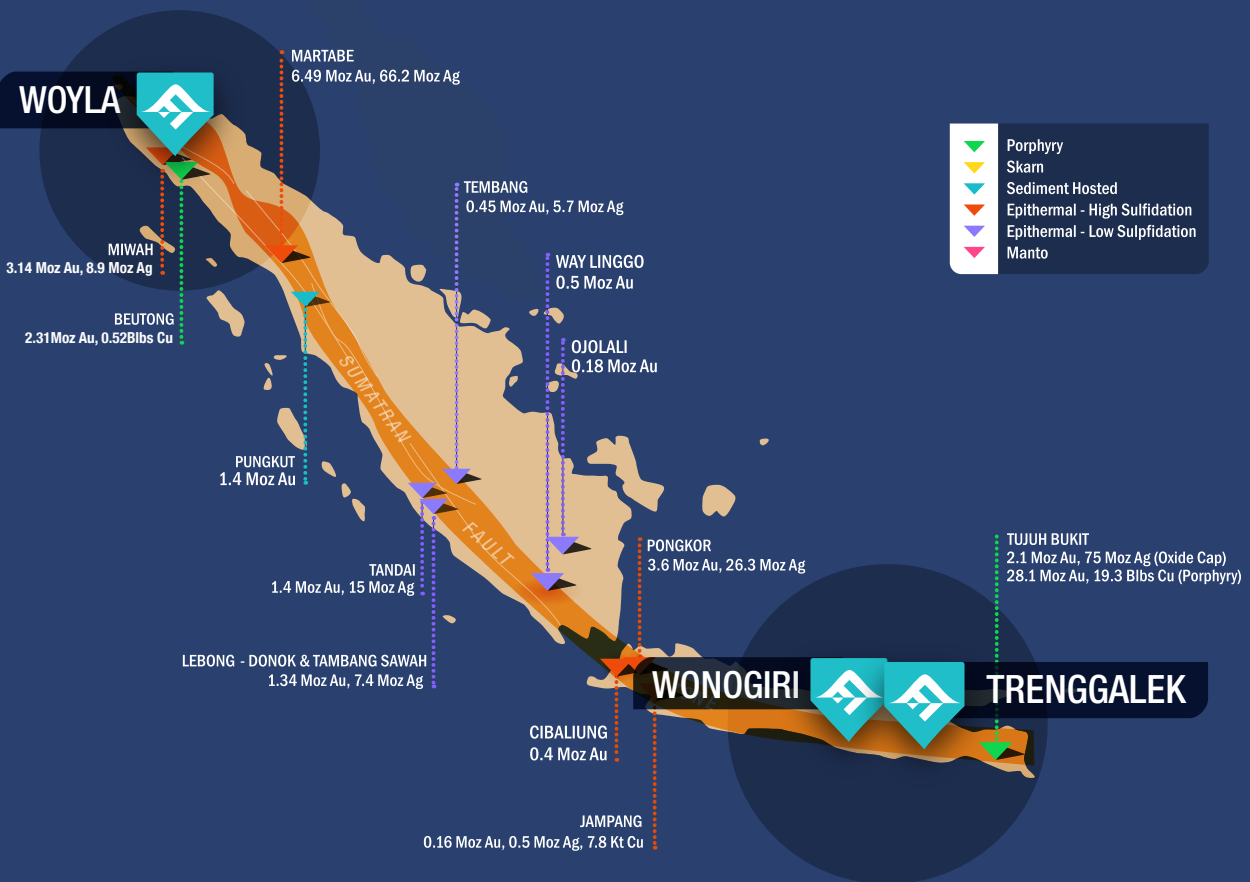 WOYLA
MARTABE
6.49 Moz Au, 66.2 Moz Ag
MIWAH
3.14 Moz Au, 8.9 Moz Ag
BEUTONG
2.31Moz Au, 0.52Blbs Cu
PUNGKUT
1.4 Moz Au
TEMBANG
0.45 Moz Au, 5.7 Moz Ag
WAY LINGGO
0.5 Moz Au
OJOLALI
0.18 Moz Au
Porphyry
Skarn
Sediment Hosted
Epithermal - High Sulfidation
Epithermal - Low Sulpfidation
Manto
SUMATRAN
FAULT
TANDAI
1.4 Moz Au, 15 Moz Ag
LEBONG - DONOK & TAMBANG SAWAH
1.34 Moz Au, 7.4 Moz Ag
PONGKOR
3.6 Moz Au, 26.3 Moz Ag
TUJUH BUKIT
2.1 Moz Au, 75 Moz Ag (Oxide Cap)
28.1 Moz Au, 19.3 Blbs Cu (Porphyry)
WONOGIRI
TRENGGALEK
CIBALIUNG
0.4 Moz Au
JAMPANG
0.16 Moz Au, 0.5 Moz Ag, 7.8 Kt Cu